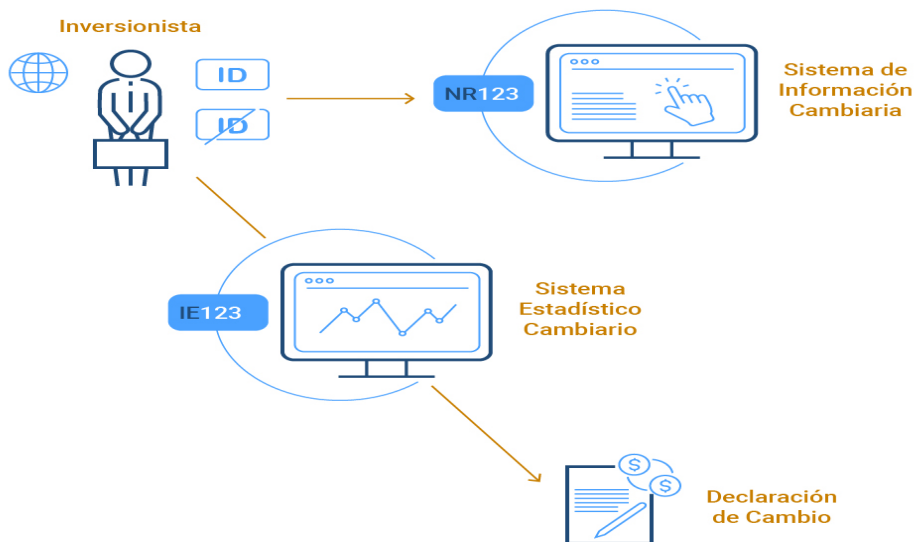 Inversionista
ID
ID
NR123
Sistema de
Información
Cambiaria
IE123
Sistema
Estadístico
Cambiario
$
$
Declaración
de Cambio